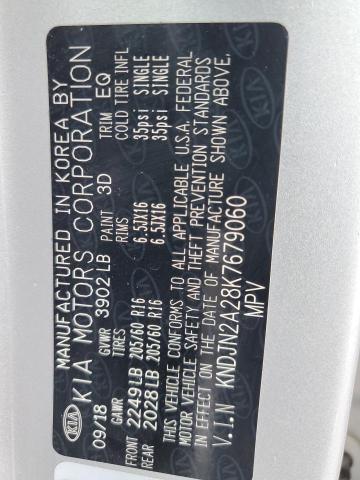 MANUFACTURED IN KOREA BY
KIA KIA MOTORS CORPORATION
09/18 GVWR 3902 LB PAINT 3D TRIM EQ
GAWR TIRES RIMS COLD TIRE INFL
FRONT 2249LB 205/60 R16 6.5JX16 35psi SINGLE
REAR 2028LB 205/60 R16 6.5JX16 35psi SINGLE
THIS VEHICLE CONFORMS TO ALL APPLICABLE U.S.A. FEDERAL
MOTOR VEHICLE SAFETY AND THEFT PREVENTION STANDARDS
IN EFFECT ON THE DATE OF MANUFACTURE SHOWN ABOVE.
V.I.N KNDJN2A28K7679060
MPV